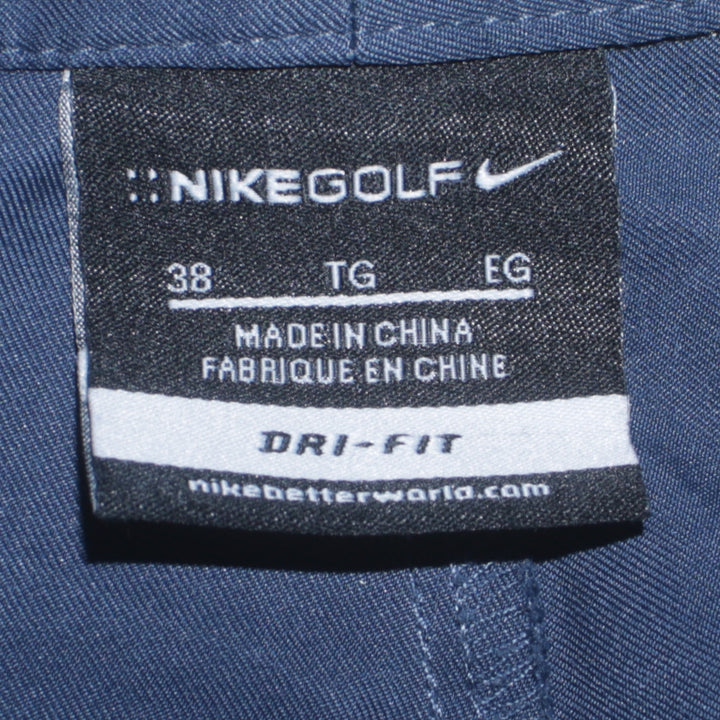 NIKEGOLF
38 TG EG
MADE IN CHINA
FABRIQUE EN CHINE
DRI-FIT
nikebetterworld.com